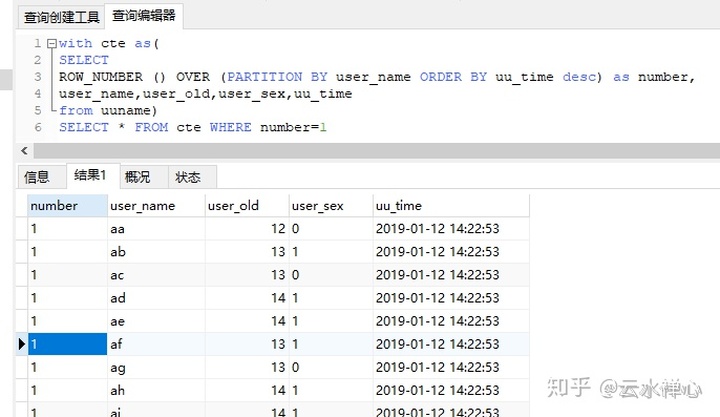 查询创建工具 查询编辑器
1 with cte as(
2 SELECT
3 ROW_NUMBER () OVER (PARTITION BY user_name ORDER BY uu_time desc) as number,
4 user_name,user_old,user_sex,uu_time
5 from uuname)
6 SELECT * FROM cte WHERE number=1
信息 结果1 概况 状态
number user_name user_old user_sex uu_time
1 aa 12 0 2019-01-12 14:22:53
1 ab 13 1 2019-01-12 14:22:53
1 ac 13 0 2019-01-12 14:22:53
1 ad 14 1 2019-01-12 14:22:53
1 ae 14 1 2019-01-12 14:22:53
1 af 13 1 2019-01-12 14:22:53
1 ag 13 0 2019-01-12 14:22:53
1 ah 14 1 2019-01-12 14:22:53
1 ai 14 1 2019-01-12 14:22:53
知乎 @云水禅心